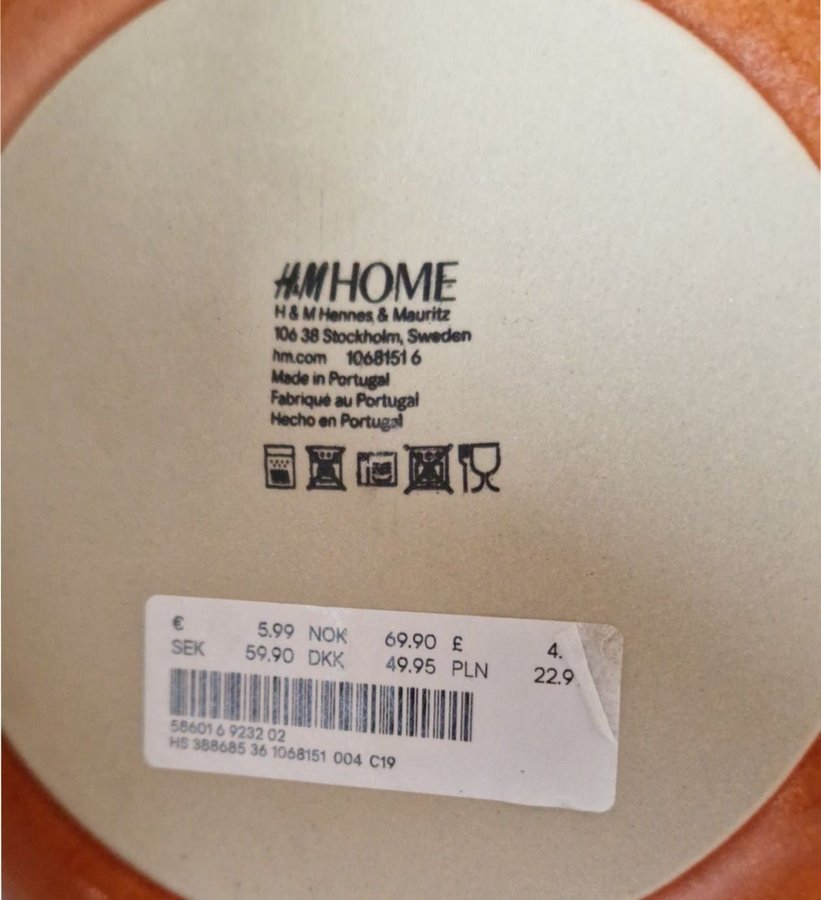 H&M HOME
H & M Hennes & Mauritz
106 38 Stockholm, Sweden
hm.com 1068151 6
Made in Portugal
Fabriqué au Portugal
Hecho en Portugal
€ 5.99 NOK 69.90 £ 4.
SEK 59.90 DKK 49.95 PLN 22.9
58601 6 9232 02
HS 388685 36 1068151 004 C19